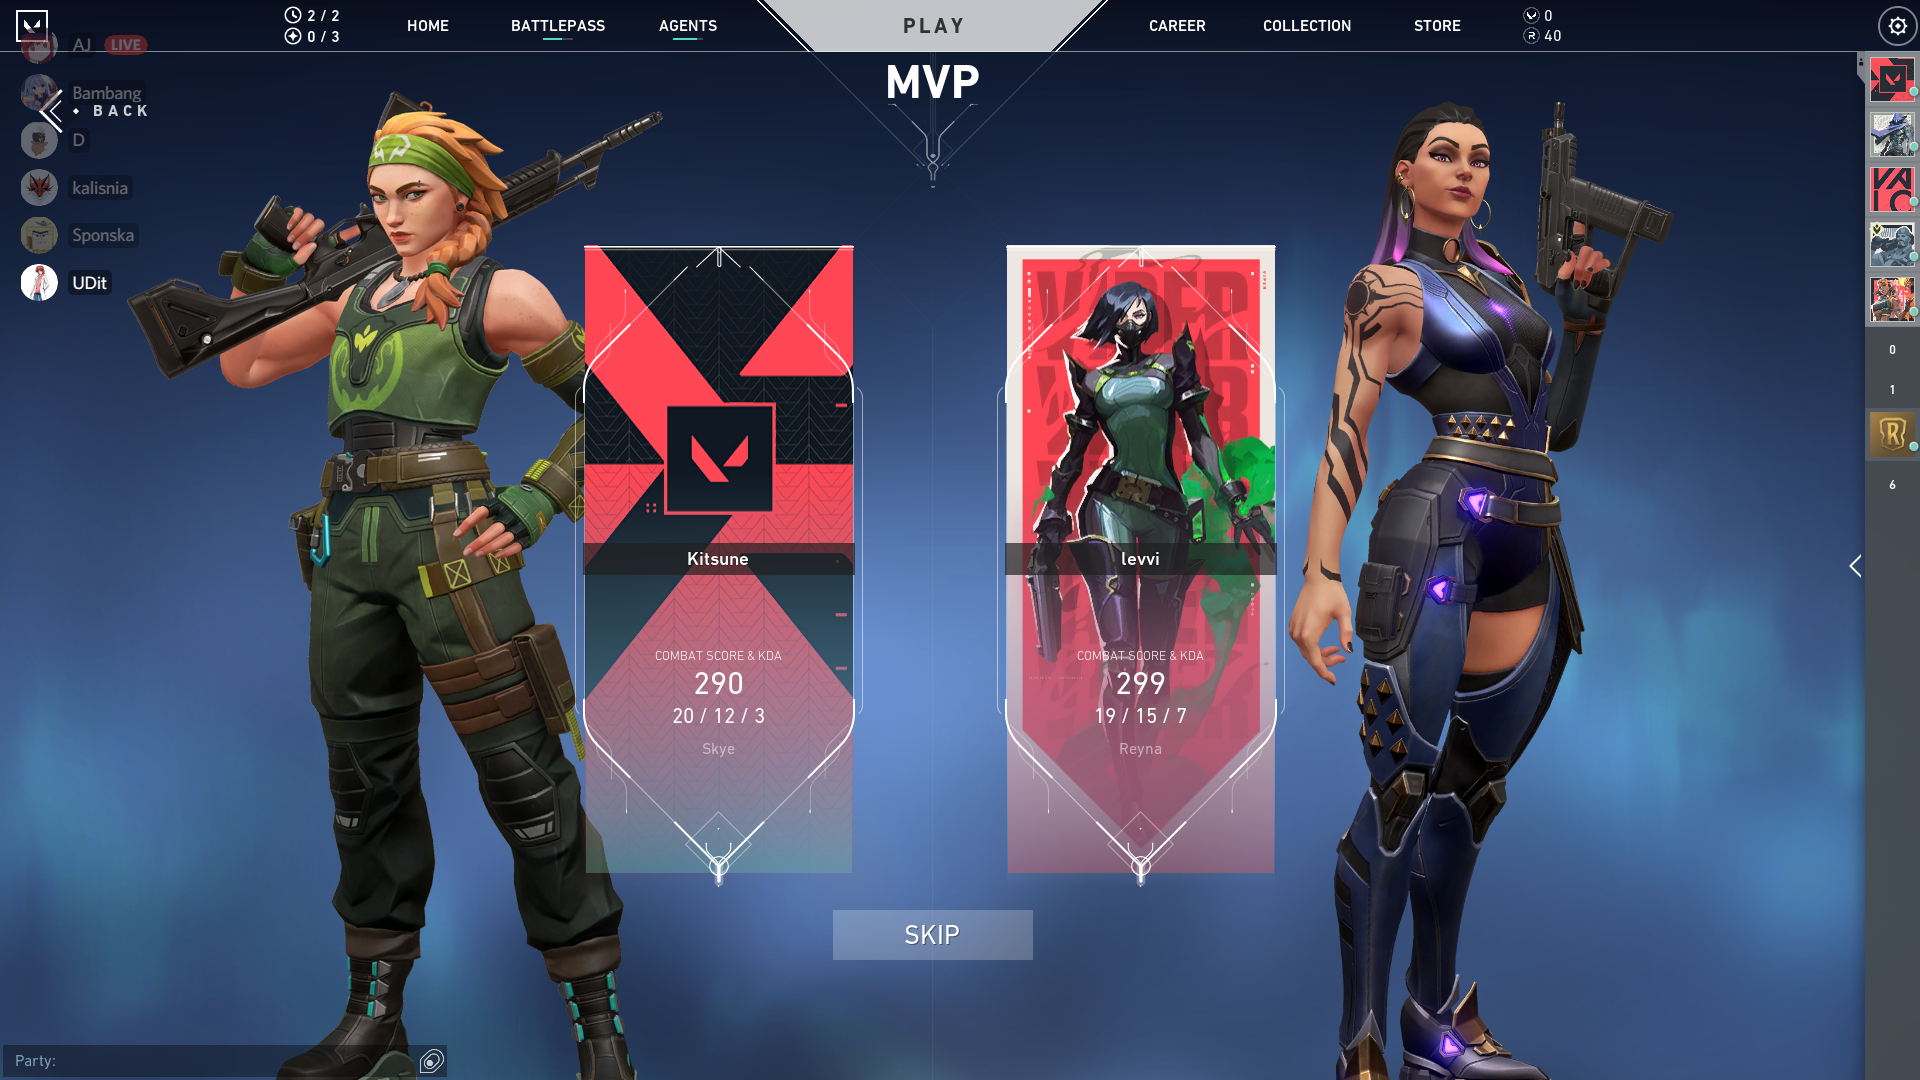 2 / 2
0 / 3
HOME
BATTLEPASS
AGENTS
PLAY
CAREER
COLLECTION
STORE
0
40
AJ LIVE
Bambang
BACK
D
kalisnia
Sponska
UDit
MVP
Kitsune
COMBAT SCORE & KDA
290
20 / 12 / 3
Skye
VIPER
levvi
COMBAT SCORE & KDA
299
19 / 15 / 7
Reyna
SKIP
0
1
R
6
Party: